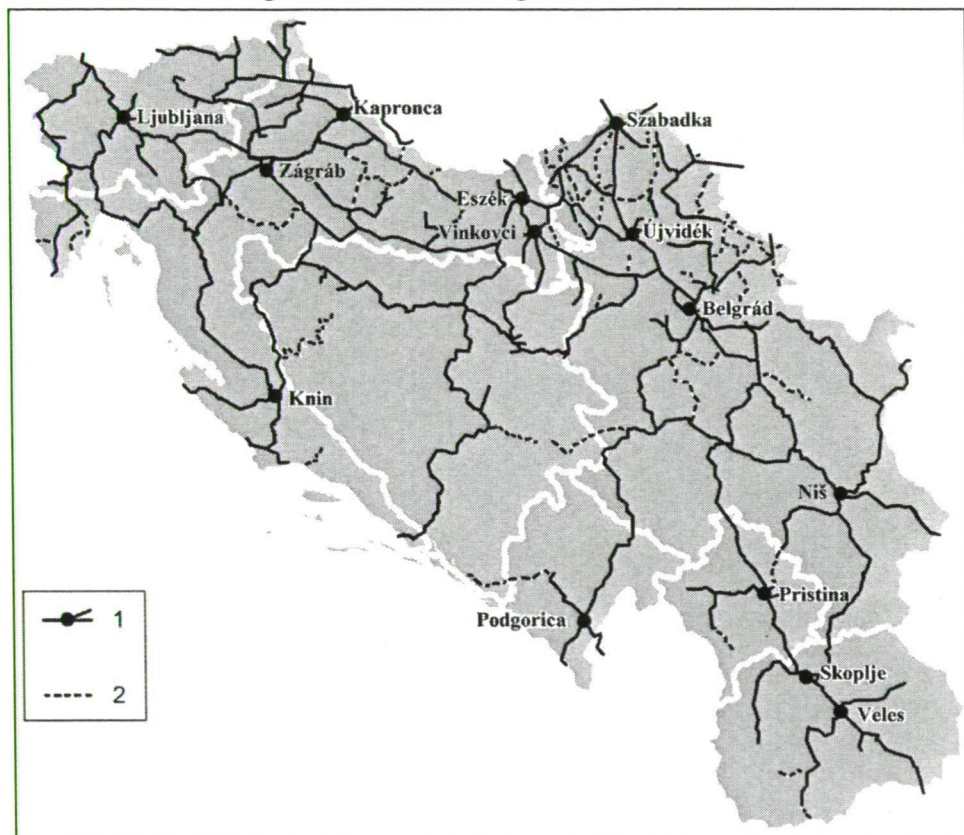 Ljubljana
Kapronca
Szabadka
Zágráb
Eszék
Vinkovci
Újvidék
Belgrád
Knin
Niš
Pristina
Podgorica
Skoplje
Veles
1
2